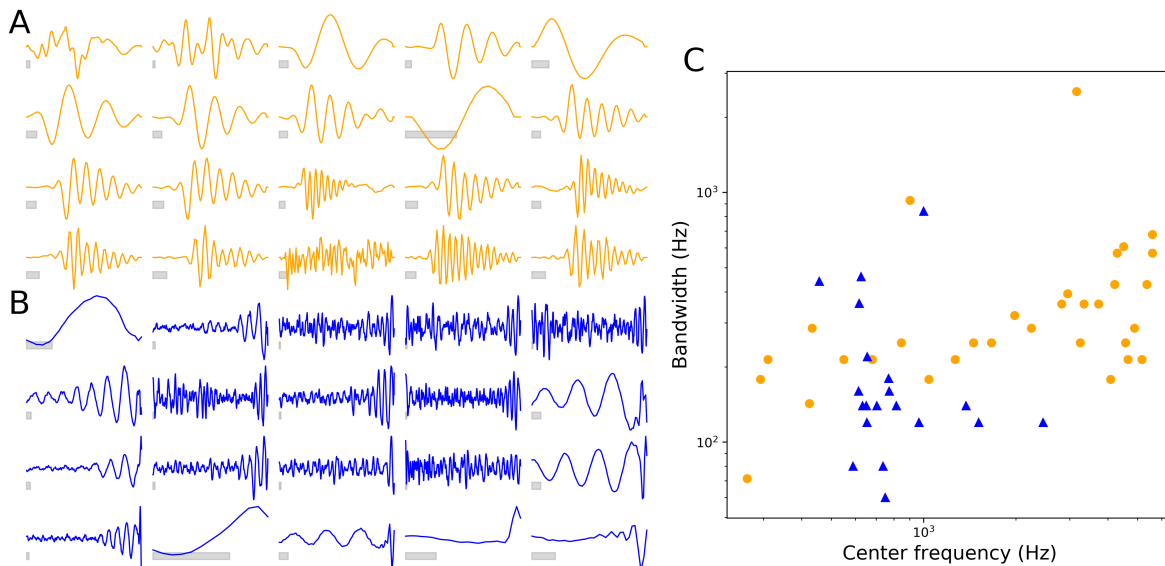 A
B
C
Bandwidth (Hz)
10³
10²
10³
Center frequency (Hz)